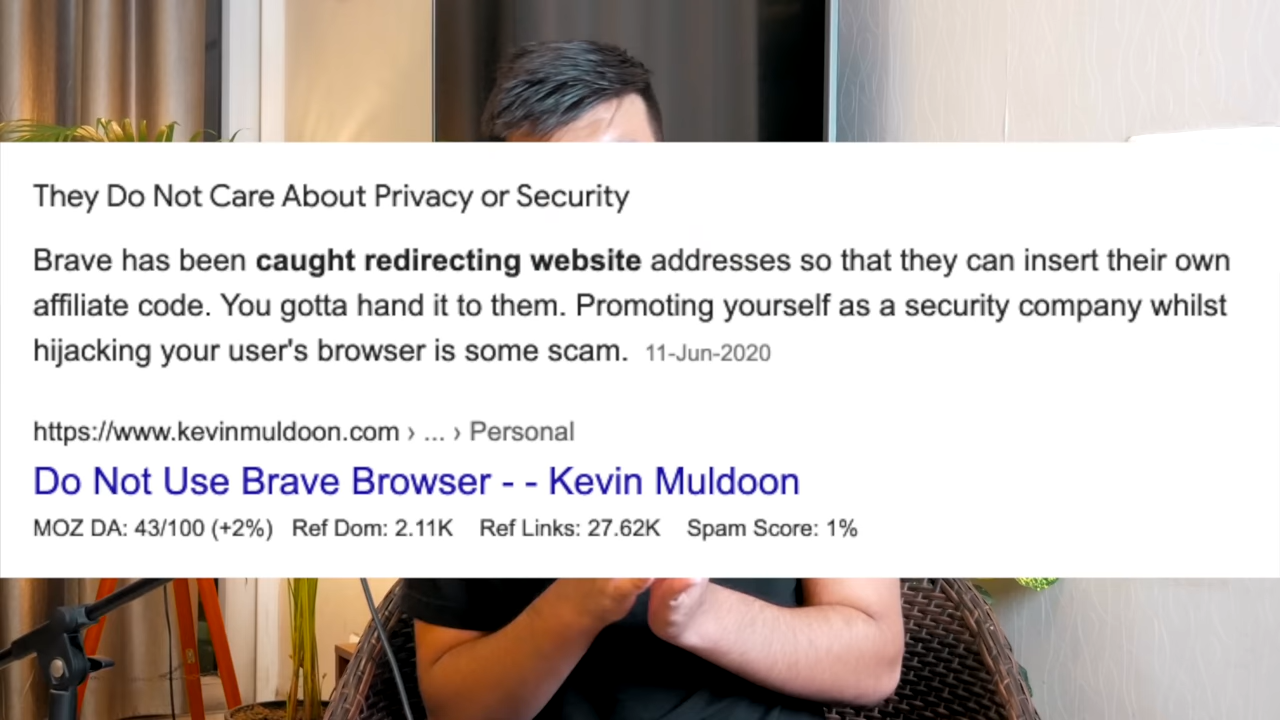 They Do Not Care About Privacy or Security
Brave has been caught redirecting website addresses so that they can insert their own
affiliate code. You gotta hand it to them. Promoting yourself as a security company whilst
hijacking your user's browser is some scam. 11-Jun-2020
https://www.kevinmuldoon.com › ... › Personal
Do Not Use Brave Browser - - Kevin Muldoon
MOZ DA: 43/100 (+2%) Ref Dom: 2.11K Ref Links: 27.62K Spam Score: 1%